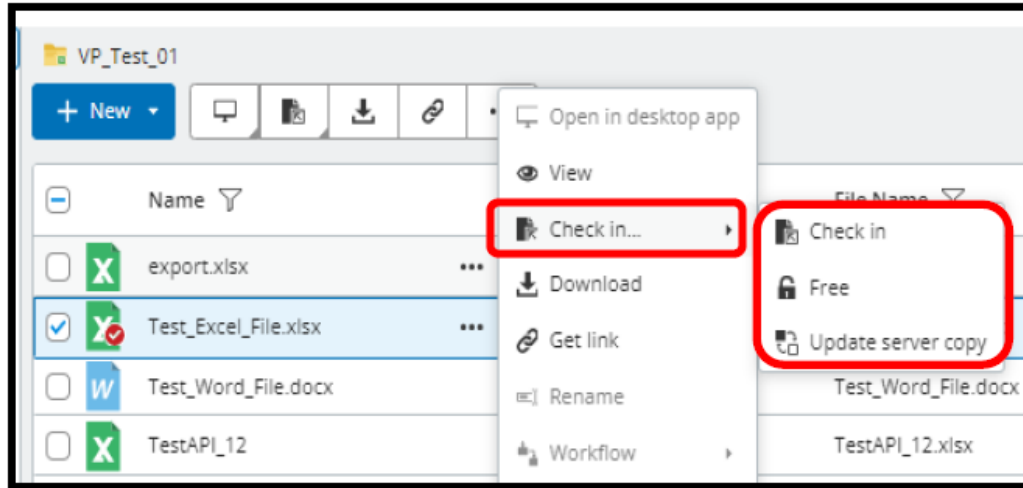 VP_Test_01
+ New
Open in desktop app
View
Name
File Name
Check in...
Check in
export.xlsx
Download
Free
Test_Excel_File.xlsx
Get link
Update server copy
Test_Word_File.docx
Rename
Test_Word_File.docx
TestAPI_12
Workflow
TestAPI_12.xlsx